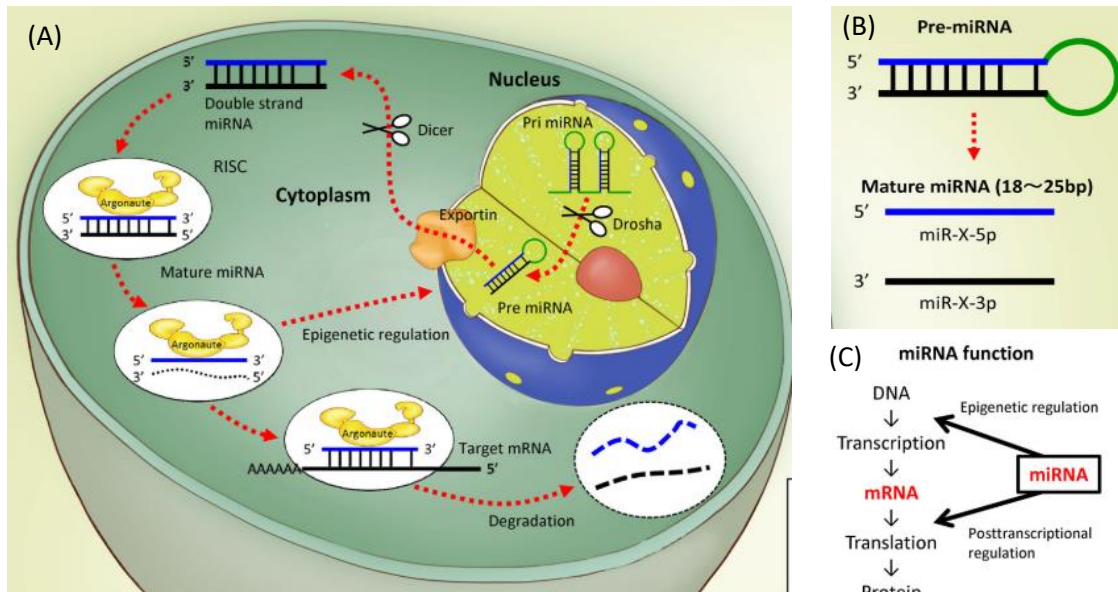 (A)
5’
3’
Double strand
miRNA
Nucleus
Dicer
Pri miRNA
RISC
Cytoplasm
Argonaute
5’ 3’
3’ 5’
Exportin
Drosha
Mature miRNA
Pre miRNA
Epigenetic regulation
Argonaute
5’ 3’
3’ 5’
Argonaute
5’ 3’
Target mRNA
AAAAAA 5’
Degradation
(B)
Pre-miRNA
5’
3’
Mature miRNA (18～25bp)
5’
miR-X-5p
3’
miR-X-3p
(C)
miRNA function
DNA
Epigenetic regulation
↓
Transcription
↓
miRNA
mRNA
↓
Posttranscriptional
regulation
Translation
↓
Protein